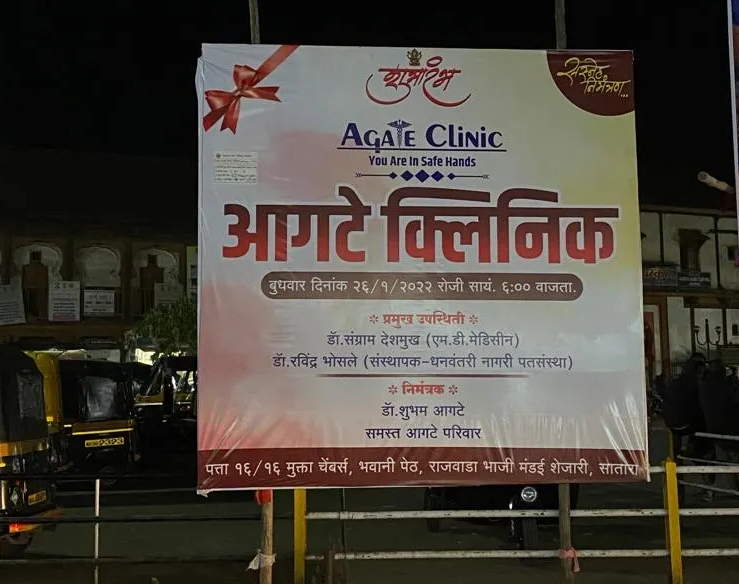 शुभारंभ
सस्नेह
निमंत्रण...
AGATE CLINIC
You Are In Safe Hands
आगटे क्लिनिक
बुधवार दिनांक २६/१/२०२२ रोजी सायं. ६:०० वाजता.
प्रमुख उपस्थिती
डॉ.संग्राम देशमुख (एम.डी.मेडिसीन)
डॉ.रविंद्र भोसले (संस्थापक-धनवंतरी नागरी पतसंस्था)
निमंत्रक
डॉ.शुभम आगटे
समस्त आगटे परिवार
पत्ता १६/१६ मुक्ता चेंबर्स, भवानी पेठ, राजवाडा भाजी मंडई शेजारी, सातारा